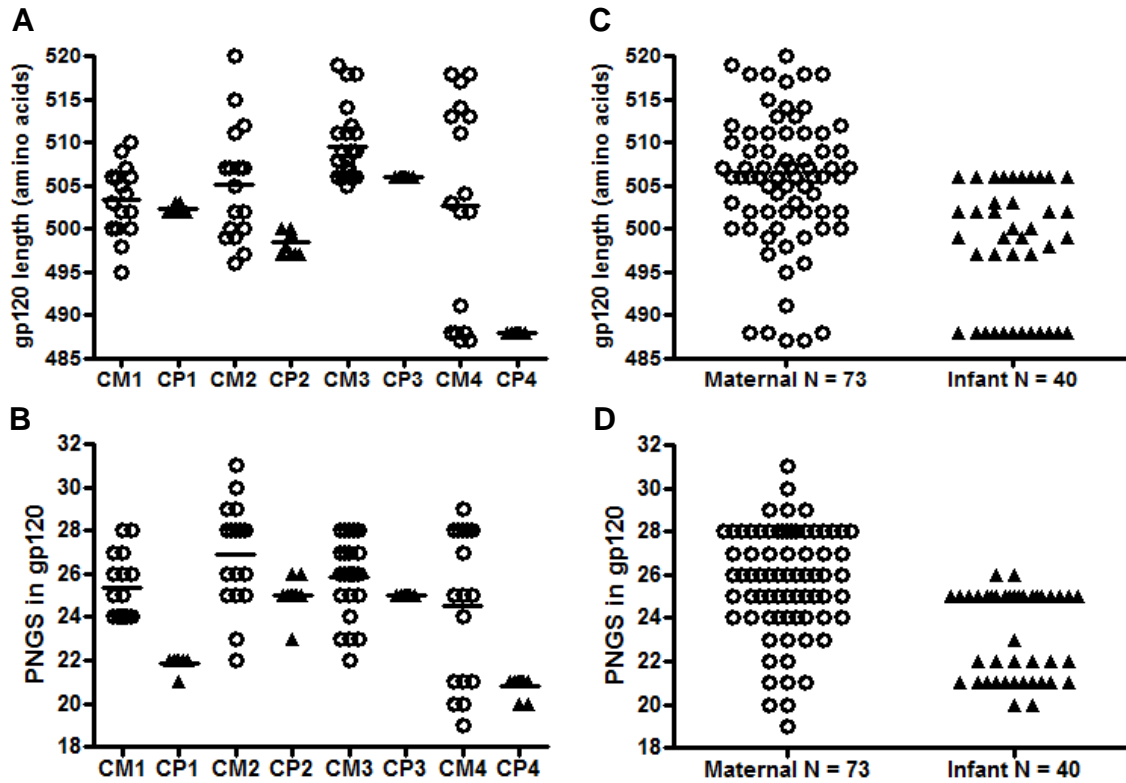 A
gp120 length (amino acids)
520
515
510
505
500
495
490
485
CM1 CP1 CM2 CP2 CM3 CP3 CM4 CP4
C
gp120 length (amino acids)
520
515
510
505
500
495
490
485
Maternal N = 73 Infant N = 40
B
PNGS in gp120
32
30
28
26
24
22
20
18
CM1 CP1 CM2 CP2 CM3 CP3 CM4 CP4
D
PNGS in gp120
32
30
28
26
24
22
20
18
Maternal N = 73 Infant N = 40